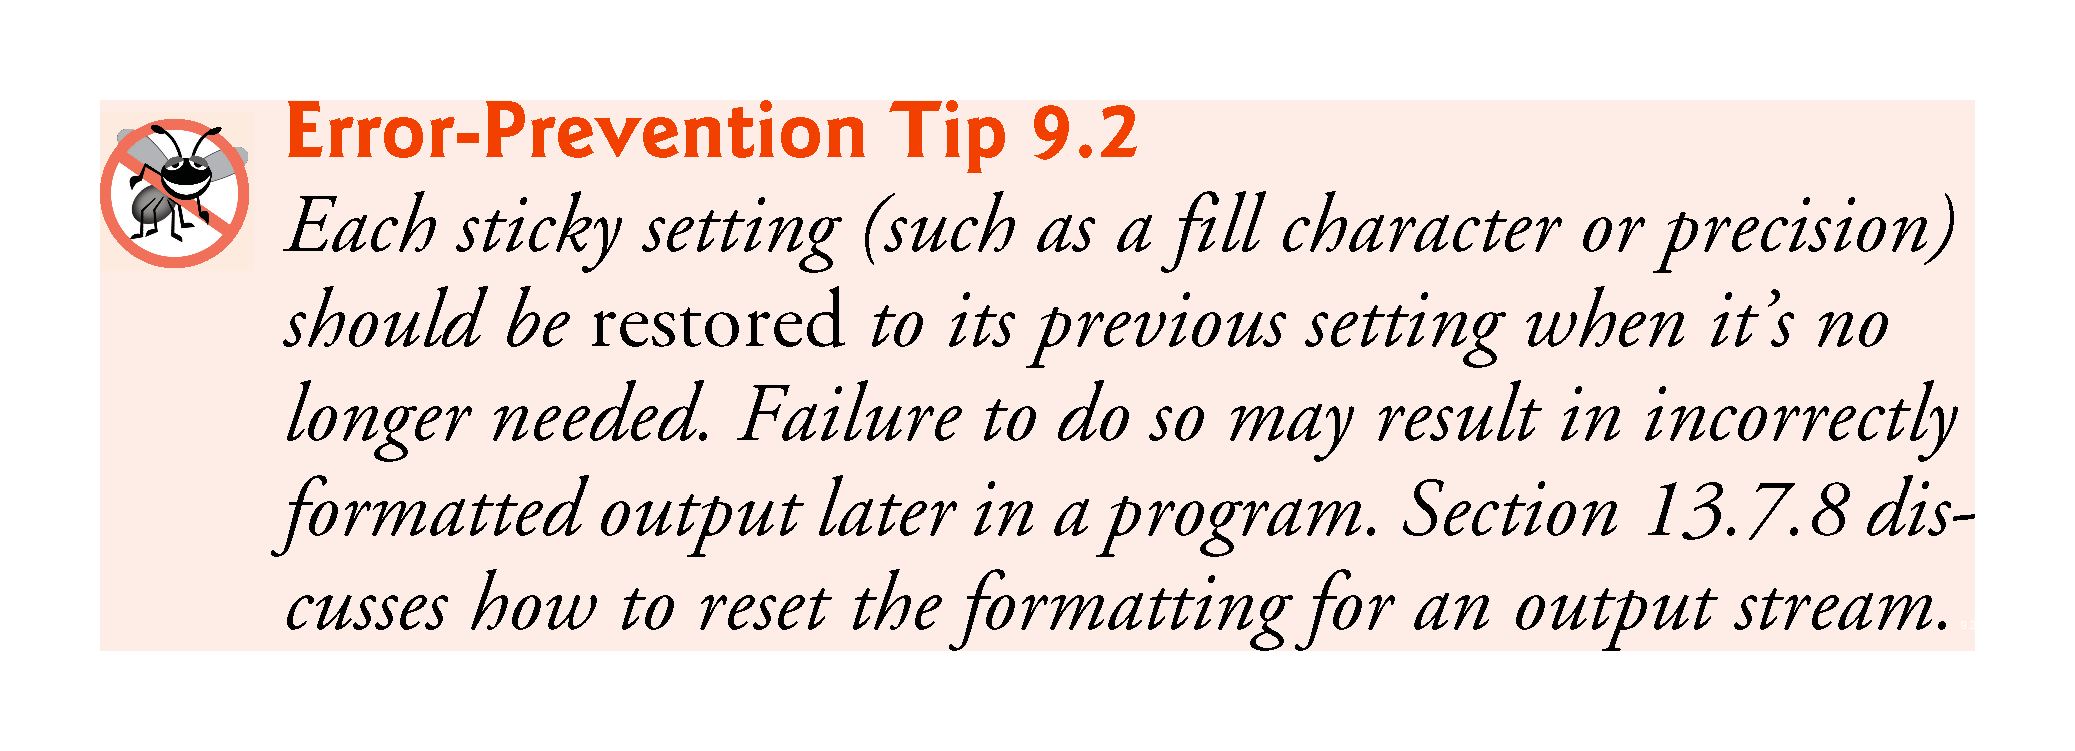 Error-Prevention Tip 9.2
Each sticky setting (such as a fill character or precision)
should be restored to its previous setting when it’s no
longer needed. Failure to do so may result in incorrectly
formatted output later in a program. Section 13.7.8 dis-
cusses how to reset the formatting for an output stream.